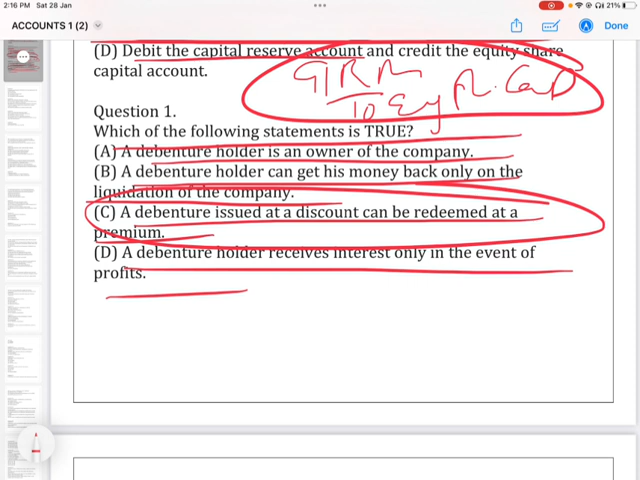 2:16 PM Sat 28 Jan
21%
ACCOUNTS 1 (2)
Done
(D) Debit the capital reserve account and credit the equity share
capital account.
To
Question 1.
Which of the following statements is TRUE?
(A) A debenture holder is an owner of the company.
(B) A debenture holder can get his money back only on the
liquidation of the company.
(C) A debenture issued at a discount can be redeemed at a
premium.
(D) A debenture holder receives interest only in the event of
profits.